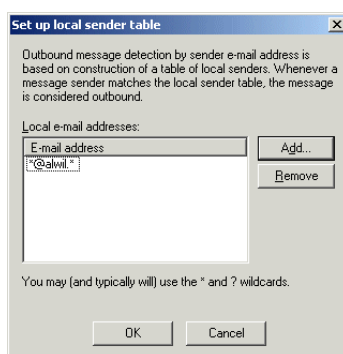 Set up local sender table
Outbound message detection by sender e-mail address is
based on construction of a table of local senders. Whenever a
message sender matches the local sender table, the message
is considered outbound.
Local e-mail addresses:
E-mail address
*@alwil.*
Add...
Remove
You may (and typically will) use the * and ? wildcards.
OK
Cancel